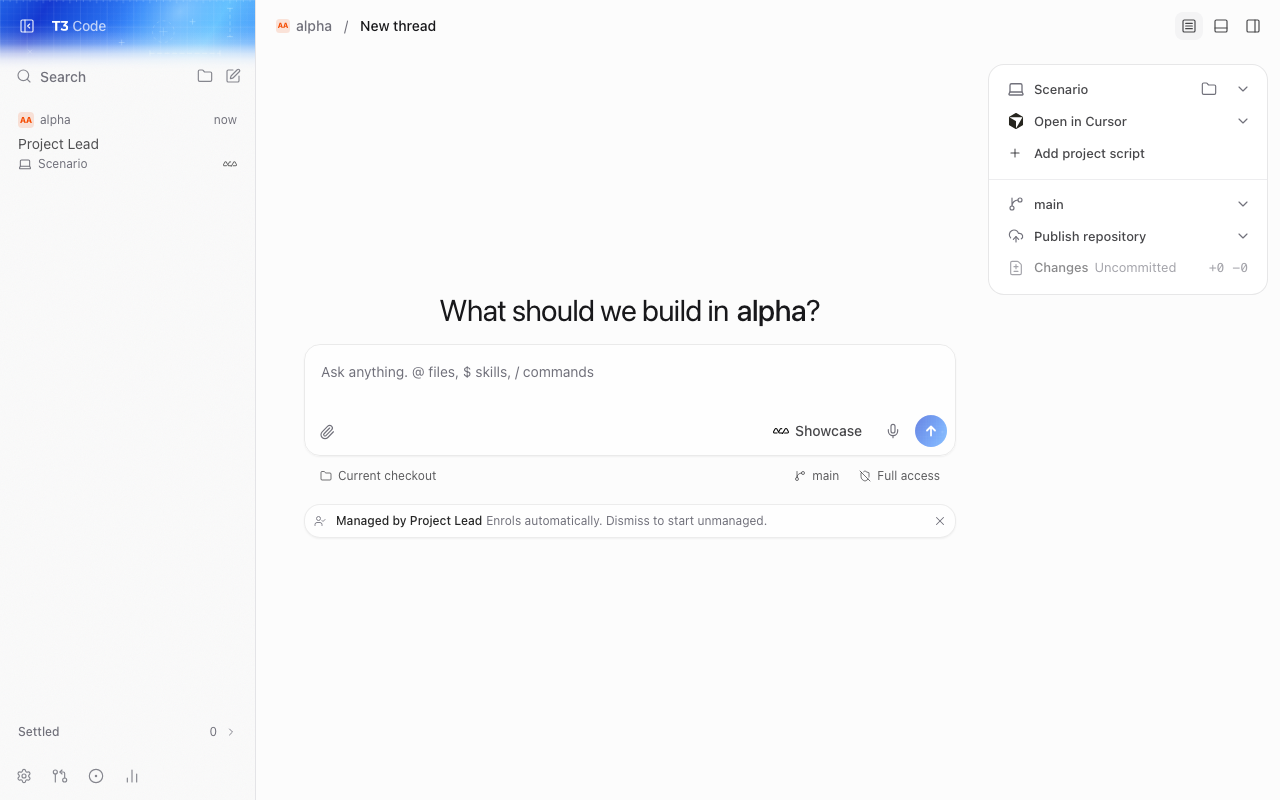 T3 Code
Search
AA alpha now
Project Lead
Scenario
Settled 0
AA alpha / New thread
Scenario
Open in Cursor
Add project script
main
Publish repository
Changes Uncommitted +0 −0
What should we build in alpha?
Ask anything. @ files, $ skills, / commands
Showcase
Current checkout main Full access
Managed by Project Lead Enrols automatically. Dismiss to start unmanaged.